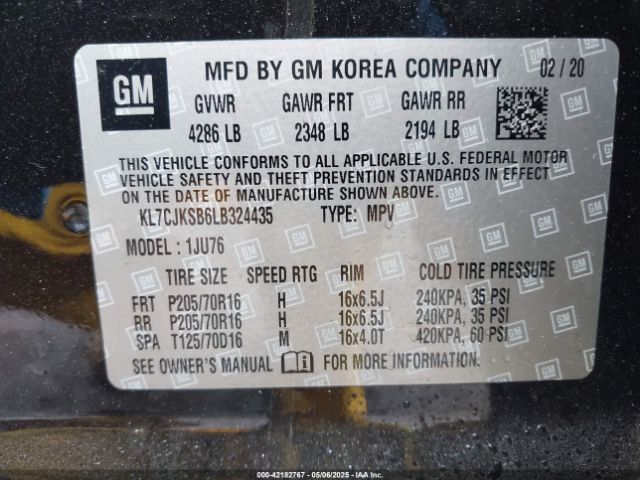 GM MFD BY GM KOREA COMPANY 02 / 20
GVWR GAWR FRT GAWR RR
4286 LB 2348 LB 2194 LB
THIS VEHICLE CONFORMS TO ALL APPLICABLE U.S. FEDERAL MOTOR
VEHICLE SAFETY AND THEFT PREVENTION STANDARDS IN EFFECT
ON THE DATE OF MANUFACTURE SHOWN ABOVE.
KL7CJKSB6LB324435 TYPE: MPV
MODEL : 1JU76
TIRE SIZE SPEED RTG RIM COLD TIRE PRESSURE
FRT P205/70R16 H 16x6.5J 240KPA, 35 PSI
RR P205/70R16 H 16x6.5J 240KPA, 35 PSI
SPA T125/70D16 M 16x4.0T 420KPA, 60 PSI
SEE OWNER'S MANUAL FOR MORE INFORMATION.
000-42182767 - 05/06/2025 - IAA Inc.